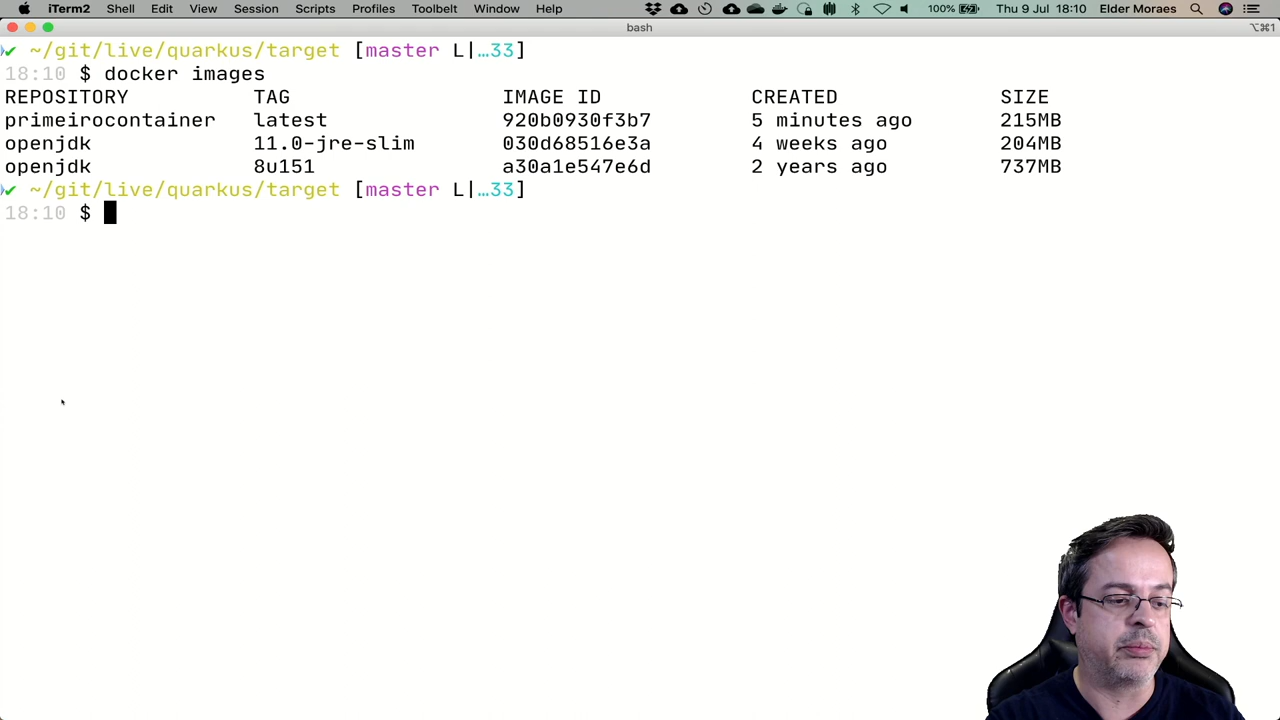 iTerm2 Shell Edit View Session Scripts Profiles Toolbelt Window Help 100% Thu 9 Jul 18:10 Elder Moraes
bash ⌥⌘1
✔ ~/git/live/quarkus/target [master L|…33]
18:10 $ docker images
REPOSITORY TAG IMAGE ID CREATED SIZE
primeirocontainer latest 920b0930f3b7 5 minutes ago 215MB
openjdk 11.0-jre-slim 030d68516e3a 4 weeks ago 204MB
openjdk 8u151 a30a1e547e6d 2 years ago 737MB
✔ ~/git/live/quarkus/target [master L|…33]
18:10 $